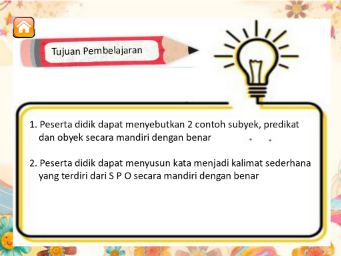 Tujuan Pembelajaran
1. Peserta didik dapat menyebutkan 2 contoh subyek, predikat
dan obyek secara mandiri dengan benar
2. Peserta didik dapat menyusun kata menjadi kalimat sederhana
yang terdiri dari S P O secara mandiri dengan benar